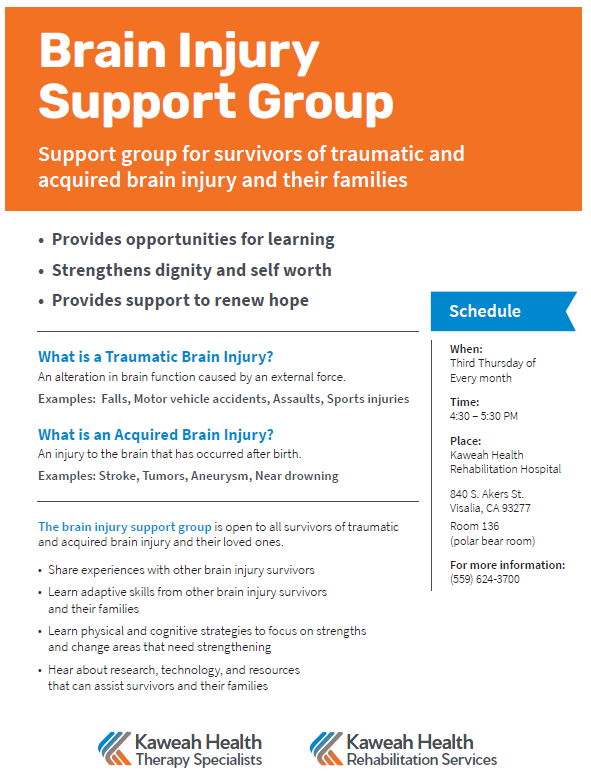 Brain Injury
Support Group
Support group for survivors of traumatic and
acquired brain injury and their families
• Provides opportunities for learning
• Strengthens dignity and self worth
• Provides support to renew hope
What is a Traumatic Brain Injury?
An alteration in brain function caused by an external force.
Examples: Falls, Motor vehicle accidents, Assaults, Sports injuries
What is an Acquired Brain Injury?
An injury to the brain that has occurred after birth.
Examples: Stroke, Tumors, Aneurysm, Near drowning
The brain injury support group is open to all survivors of traumatic
and acquired brain injury and their loved ones.
• Share experiences with other brain injury survivors
• Learn adaptive skills from other brain injury survivors
and their families
• Learn physical and cognitive strategies to focus on strengths
and change areas that need strengthening
• Hear about research, technology, and resources
that can assist survivors and their families
Schedule
When:
Third Thursday of
Every month
Time:
4:30 – 5:30 PM
Place:
Kaweah Health
Rehabilitation Hospital
840 S. Akers St.
Visalia, CA 93277
Room 136
(polar bear room)
For more information:
(559) 624-3700
Kaweah Health
Therapy Specialists
Kaweah Health
Rehabilitation Services